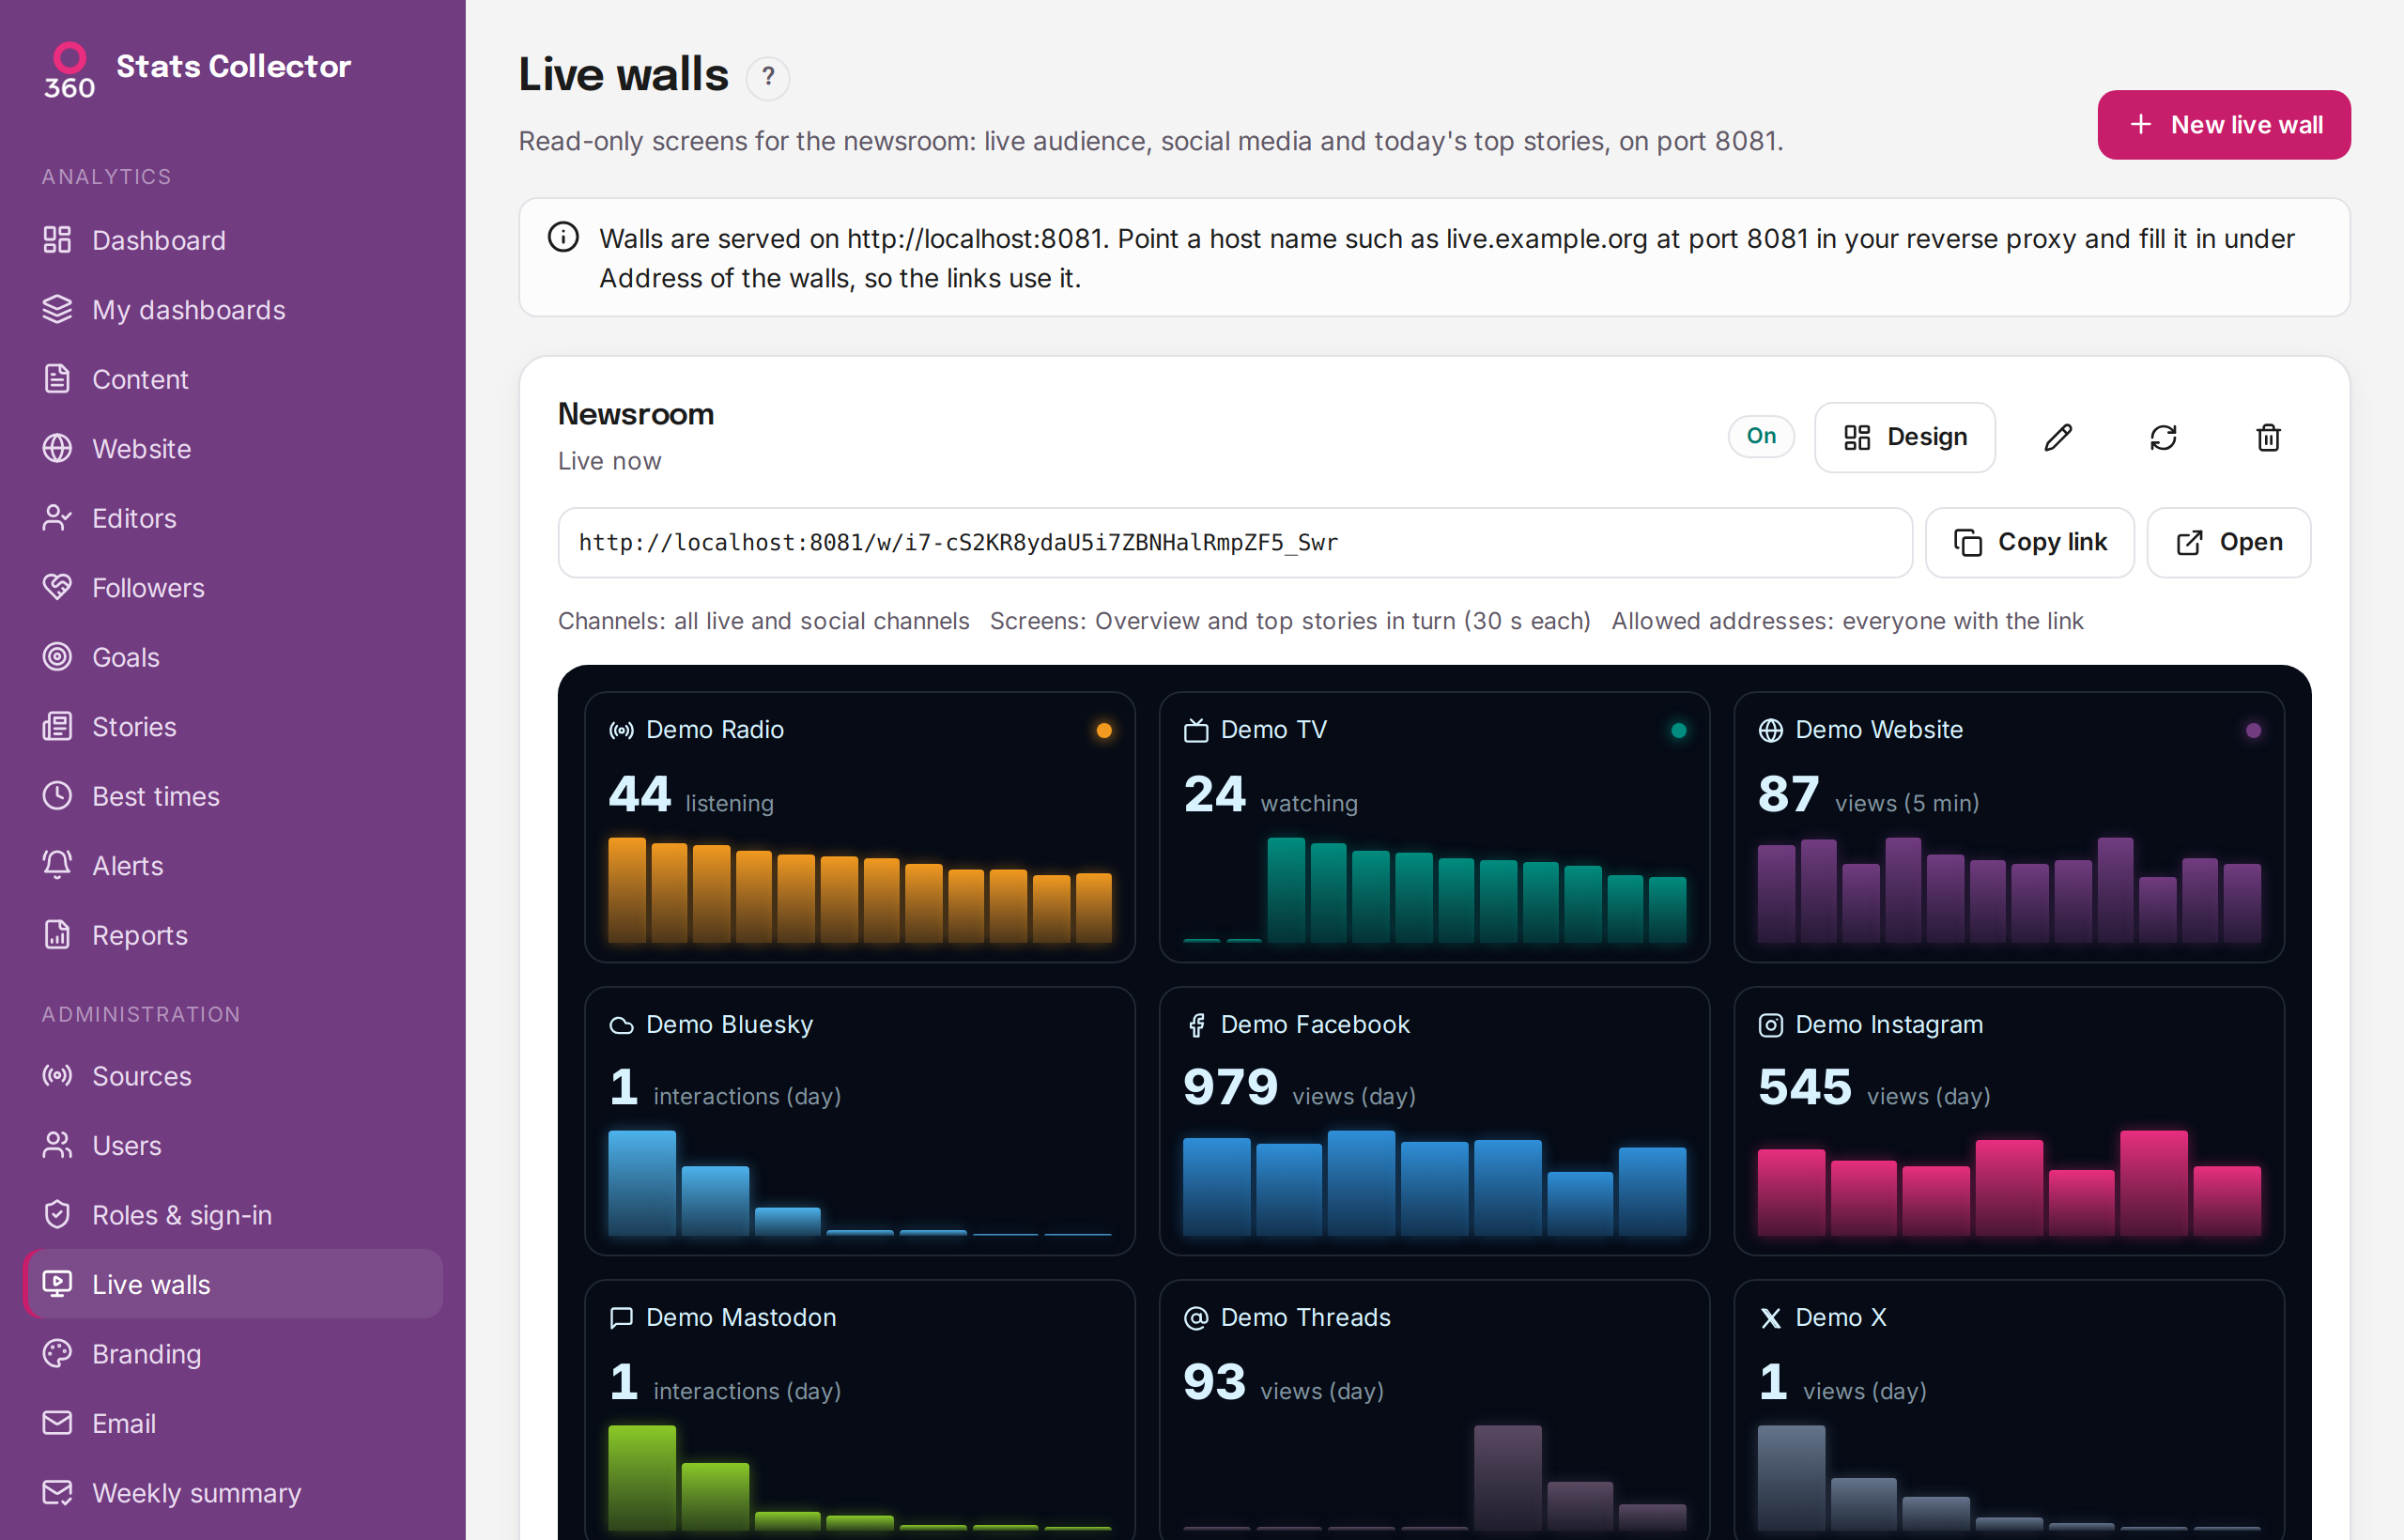 360
Stats Collector
ANALYTICS
Dashboard
My dashboards
Content
Website
Editors
Followers
Goals
Stories
Best times
Alerts
Reports
ADMINISTRATION
Sources
Users
Roles & sign-in
Live walls
Branding
Email
Weekly summary
Live walls ?
Read-only screens for the newsroom: live audience, social media and today's top stories, on port 8081.
New live wall
Walls are served on http://localhost:8081. Point a host name such as live.example.org at port 8081 in your reverse proxy and fill it in under
Address of the walls, so the links use it.
Newsroom
Live now
On
Design
http://localhost:8081/w/i7-cS2KR8ydaU5i7ZBNHalRmpZF5_Swr
Copy link
Open
Channels: all live and social channels Screens: Overview and top stories in turn (30 s each) Allowed addresses: everyone with the link
Demo Radio
44 listening
Demo TV
24 watching
Demo Website
87 views (5 min)
Demo Bluesky
1 interactions (day)
Demo Facebook
979 views (day)
Demo Instagram
545 views (day)
Demo Mastodon
1 interactions (day)
Demo Threads
93 views (day)
Demo X
1 views (day)